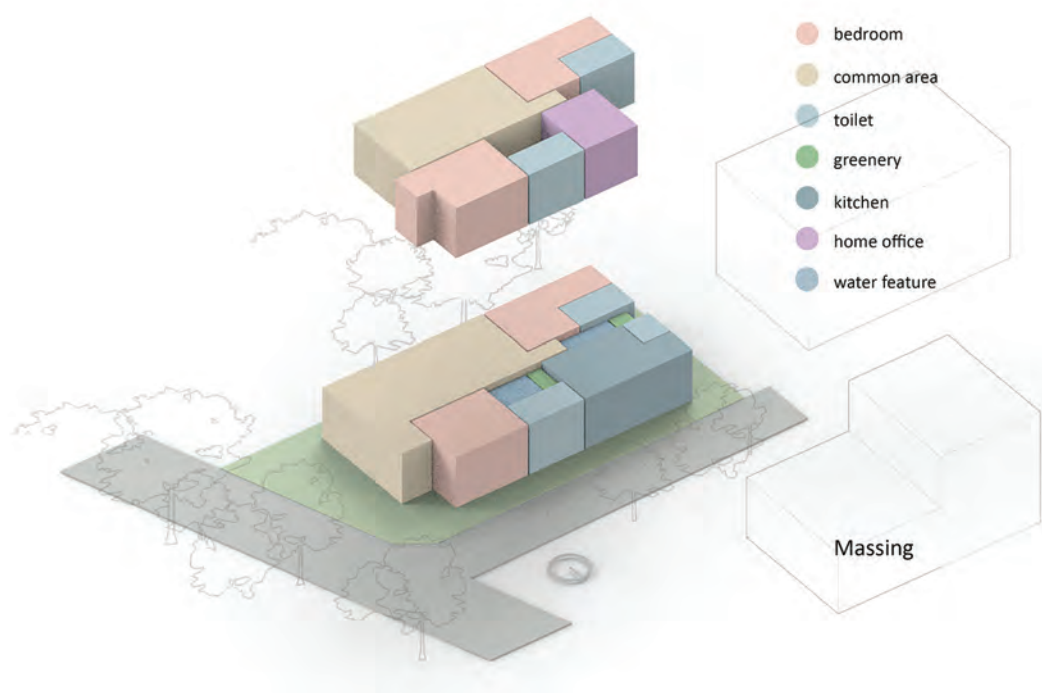 bedroom
common area
toilet
greenery
kitchen
home office
water feature
Massing